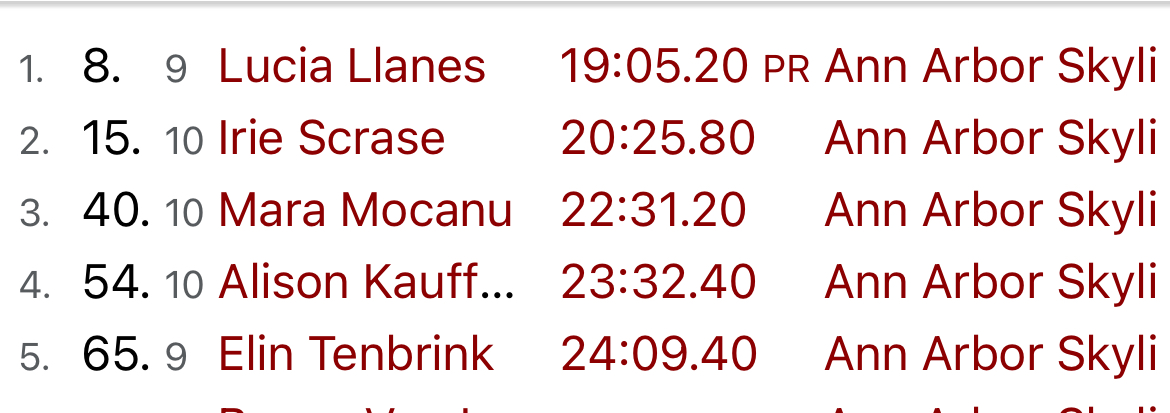 1. 8. 9 Lucia Llanes 19:05.20 PR Ann Arbor Skyli
2. 15. 10 Irie Scrase 20:25.80 Ann Arbor Skyli
3. 40. 10 Mara Mocanu 22:31.20 Ann Arbor Skyli
4. 54. 10 Alison Kauff... 23:32.40 Ann Arbor Skyli
5. 65. 9 Elin Tenbrink 24:09.40 Ann Arbor Skyli